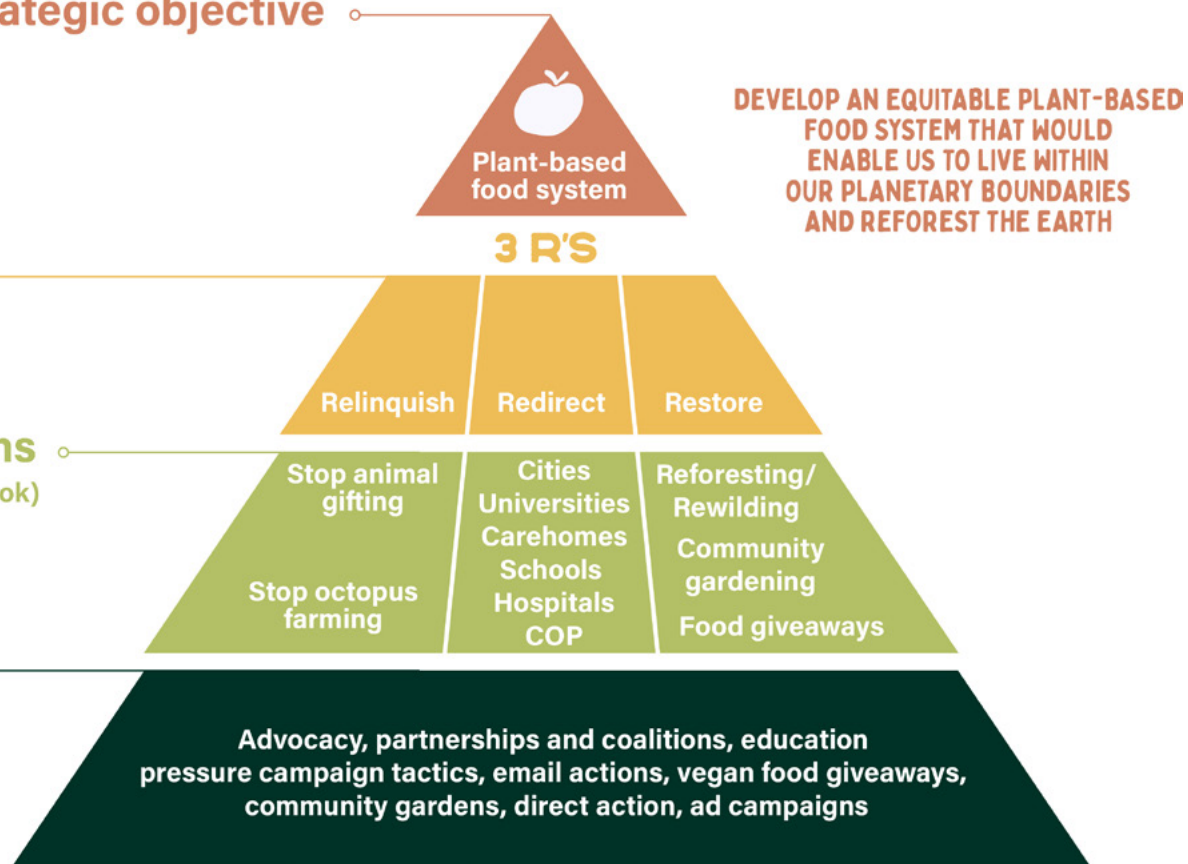 ategic objective
Plant-based
food system
DEVELOP AN EQUITABLE PLANT-BASED
FOOD SYSTEM THAT WOULD
ENABLE US TO LIVE WITHIN
OUR PLANETARY BOUNDARIES
AND REFOREST THE EARTH
3 R'S
Relinquish
Redirect
Restore
ns
ok)
Stop animal
gifting
Stop octopus
farming
Cities
Universities
Carehomes
Schools
Hospitals
COP
Reforesting/
Rewilding
Community
gardening
Food giveaways
Advocacy, partnerships and coalitions, education
pressure campaign tactics, email actions, vegan food giveaways,
community gardens, direct action, ad campaigns